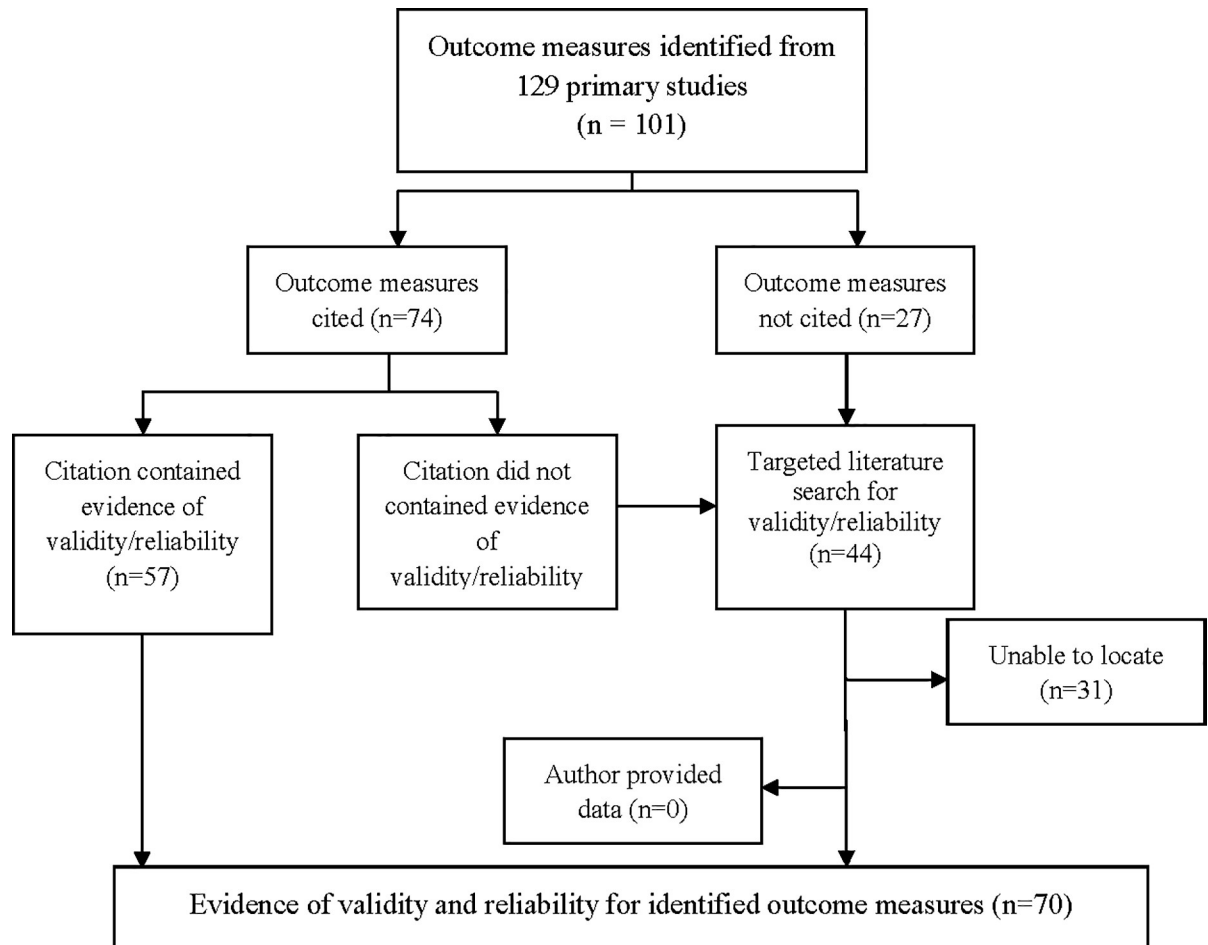 Outcome measures identified from
129 primary studies
(n = 101)
Outcome measures
cited (n=74)
Outcome measures
not cited (n=27)
Citation contained
evidence of
validity/reliability
(n=57)
Citation did not
contained evidence
of
validity/reliability
Targeted literature
search for
validity/reliability
(n=44)
Unable to locate
(n=31)
Author provided
data (n=0)
Evidence of validity and reliability for identified outcome measures (n=70)